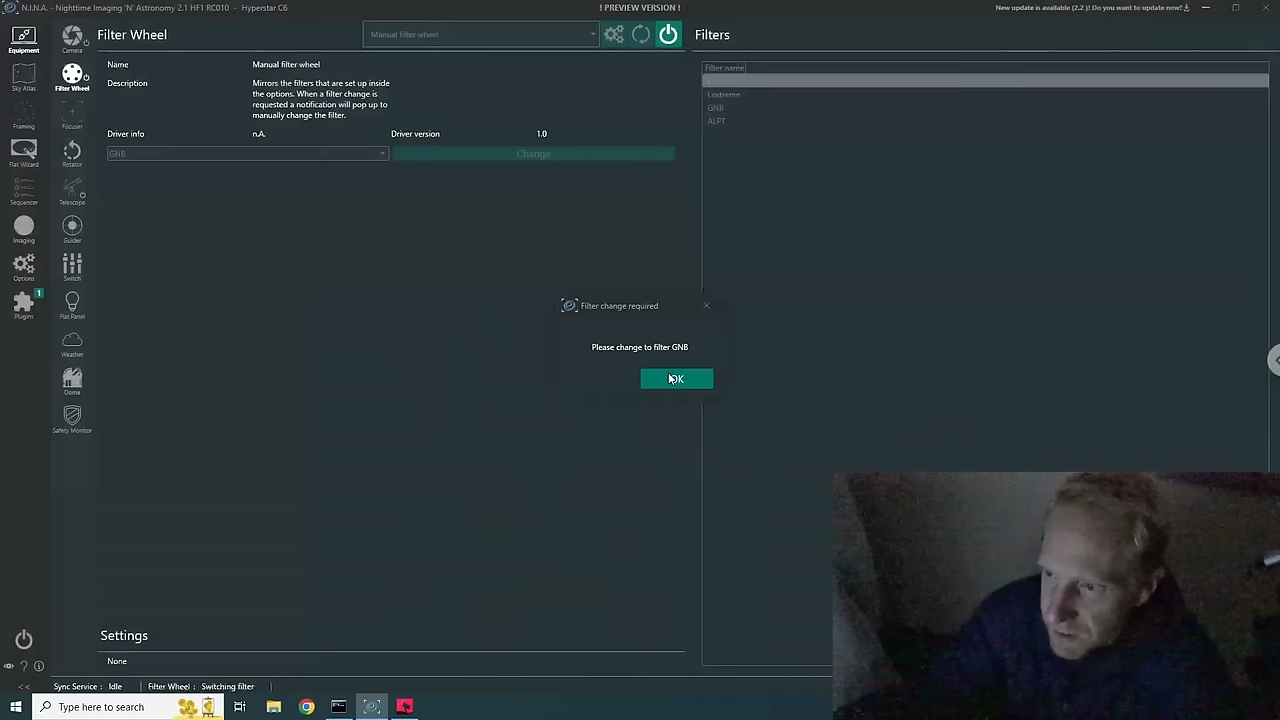 N.I.N.A. - Nighttime Imaging 'N' Astronomy 2.1 HF1 RC010 - Hyperstar C6
! PREVIEW VERSION !
New update is available (2.2 )! Do you want to update now?
Equipment
Sky Atlas
Framing
Flat Wizard
Sequencer
Imaging
Options
1
Plugins
Camera
Filter Wheel
Focuser
Rotator
Telescope
Guider
Switch
Flat Panel
Weather
Dome
Safety Monitor
Filter Wheel
Manual filter wheel
Name
Manual filter wheel
Description
Mirrors the filters that are set up inside
the options. When a filter change is
requested a notification will pop up to
manually change the filter.
Driver info
n.A.
Driver version
1.0
GNB
Change
Filters
Filter name
Lextreme
GNB
ALPT
Filter change required
Please change to filter GNB
OK
Settings
None
<< Sync Service : Idle Filter Wheel : Switching filter
Type here to search